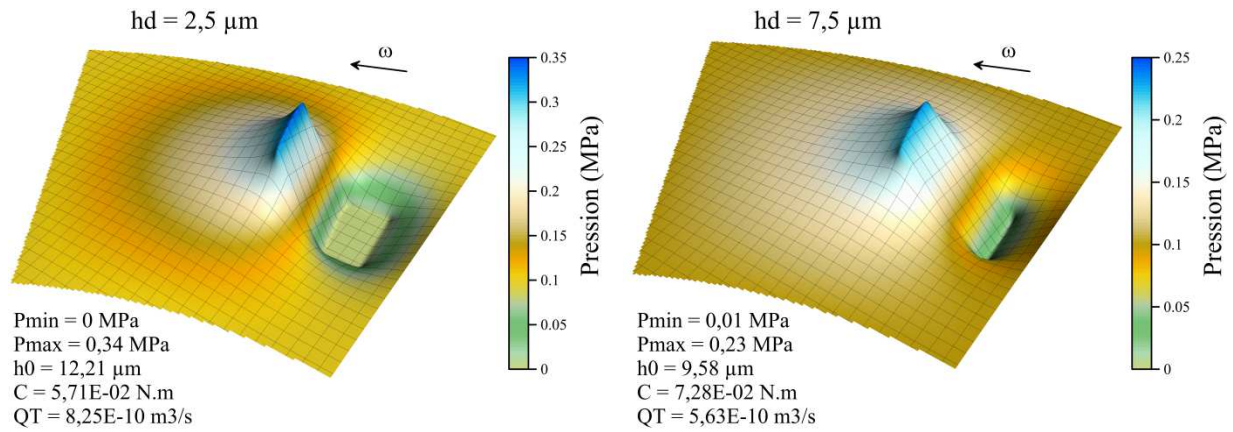 hd = 2,5 µm
ω
0.35
0.3
0.25
0.2
0.15
0.1
0.05
0
Pression (MPa)
Pmin = 0 MPa
Pmax = 0,34 MPa
h0 = 12,21 µm
C = 5,71E-02 N.m
QT = 8,25E-10 m3/s
hd = 7,5 µm
ω
0.25
0.2
0.15
0.1
0.05
0
Pression (MPa)
Pmin = 0,01 MPa
Pmax = 0,23 MPa
h0 = 9,58 µm
C = 7,28E-02 N.m
QT = 5,63E-10 m3/s